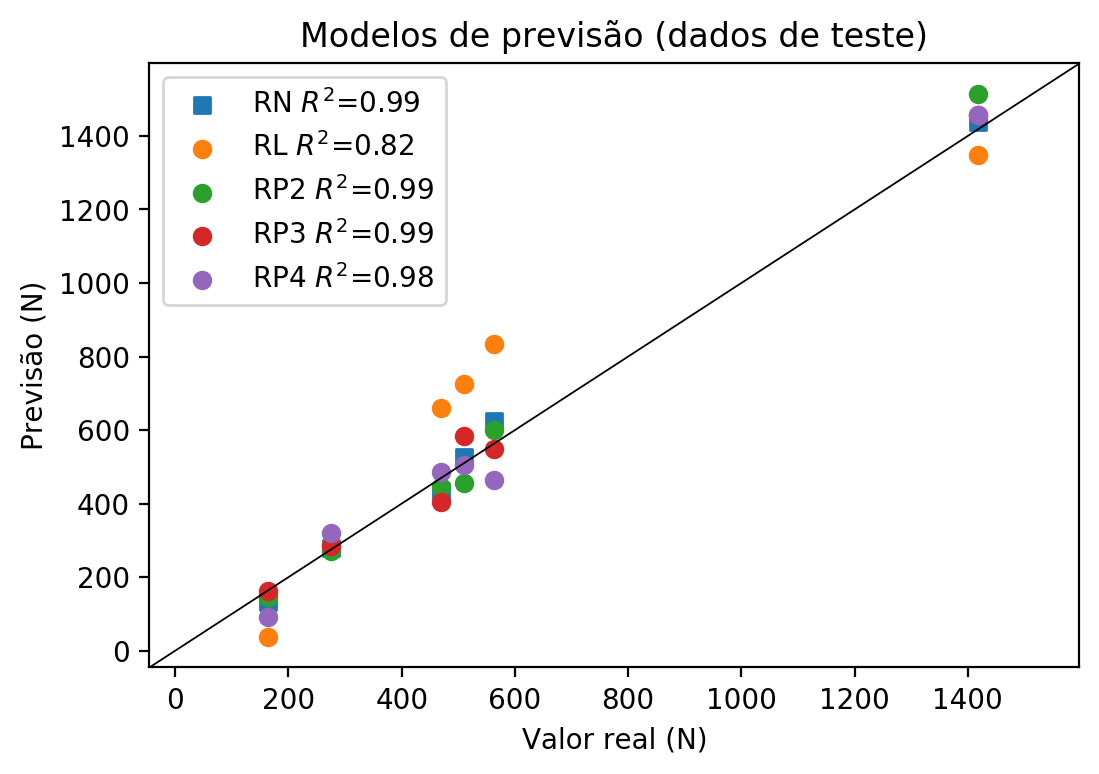 Modelos de previsão (dados de teste)
RN R²=0.99
RL R²=0.82
RP2 R²=0.99
RP3 R²=0.99
RP4 R²=0.98
Previsão (N)
1400
1200
1000
800
600
400
200
0
0 200 400 600 800 1000 1200 1400
Valor real (N)